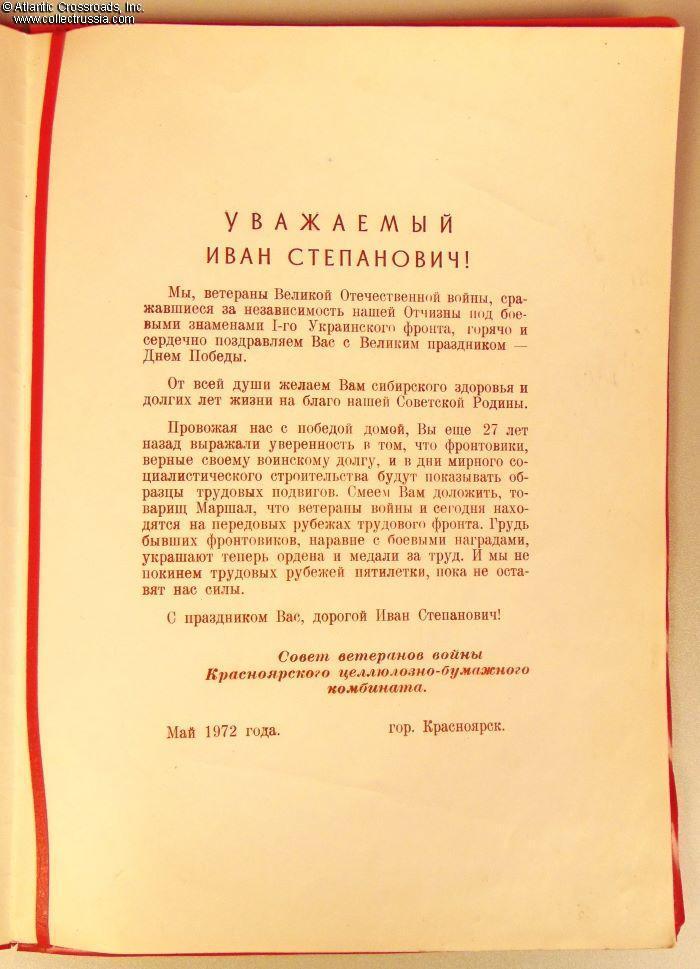 © Atlantic Crossroads, Inc.
www.collectrussia.com
УВАЖАЕМЫЙ
ИВАН СТЕПАНОВИЧ!
Мы, ветераны Великой Отечественной войны, сра-
жавшиеся за независимость нашей Отчизны под бое-
выми знаменами I-го Украинского фронта, горячо и
сердечно поздравляем Вас с Великим праздником —
Днем Победы.
От всей души желаем Вам сибирского здоровья и
долгих лет жизни на благо нашей Советской Родины.
Провожая нас с победой домой, Вы еще 27 лет
назад выражали уверенность в том, что фронтовики,
верные своему воинскому долгу, и в дни мирного со-
циалистического строительства будут показывать об-
разцы трудовых подвигов. Смеем Вам доложить, то-
варищ Маршал, что ветераны войны и сегодня нахо-
дятся на передовых рубежах трудового фронта. Грудь
бывших фронтовиков, наравне с боевыми наградами,
украшают теперь ордена и медали за труд. И мы не
покинем трудовых рубежей пятилетки, пока не оста-
вят нас силы.
С праздником Вас, дорогой Иван Степанович!
Совет ветеранов войны
Красноярского целлюлозно-бумажного
комбината.
Май 1972 года. гор. Красноярск.